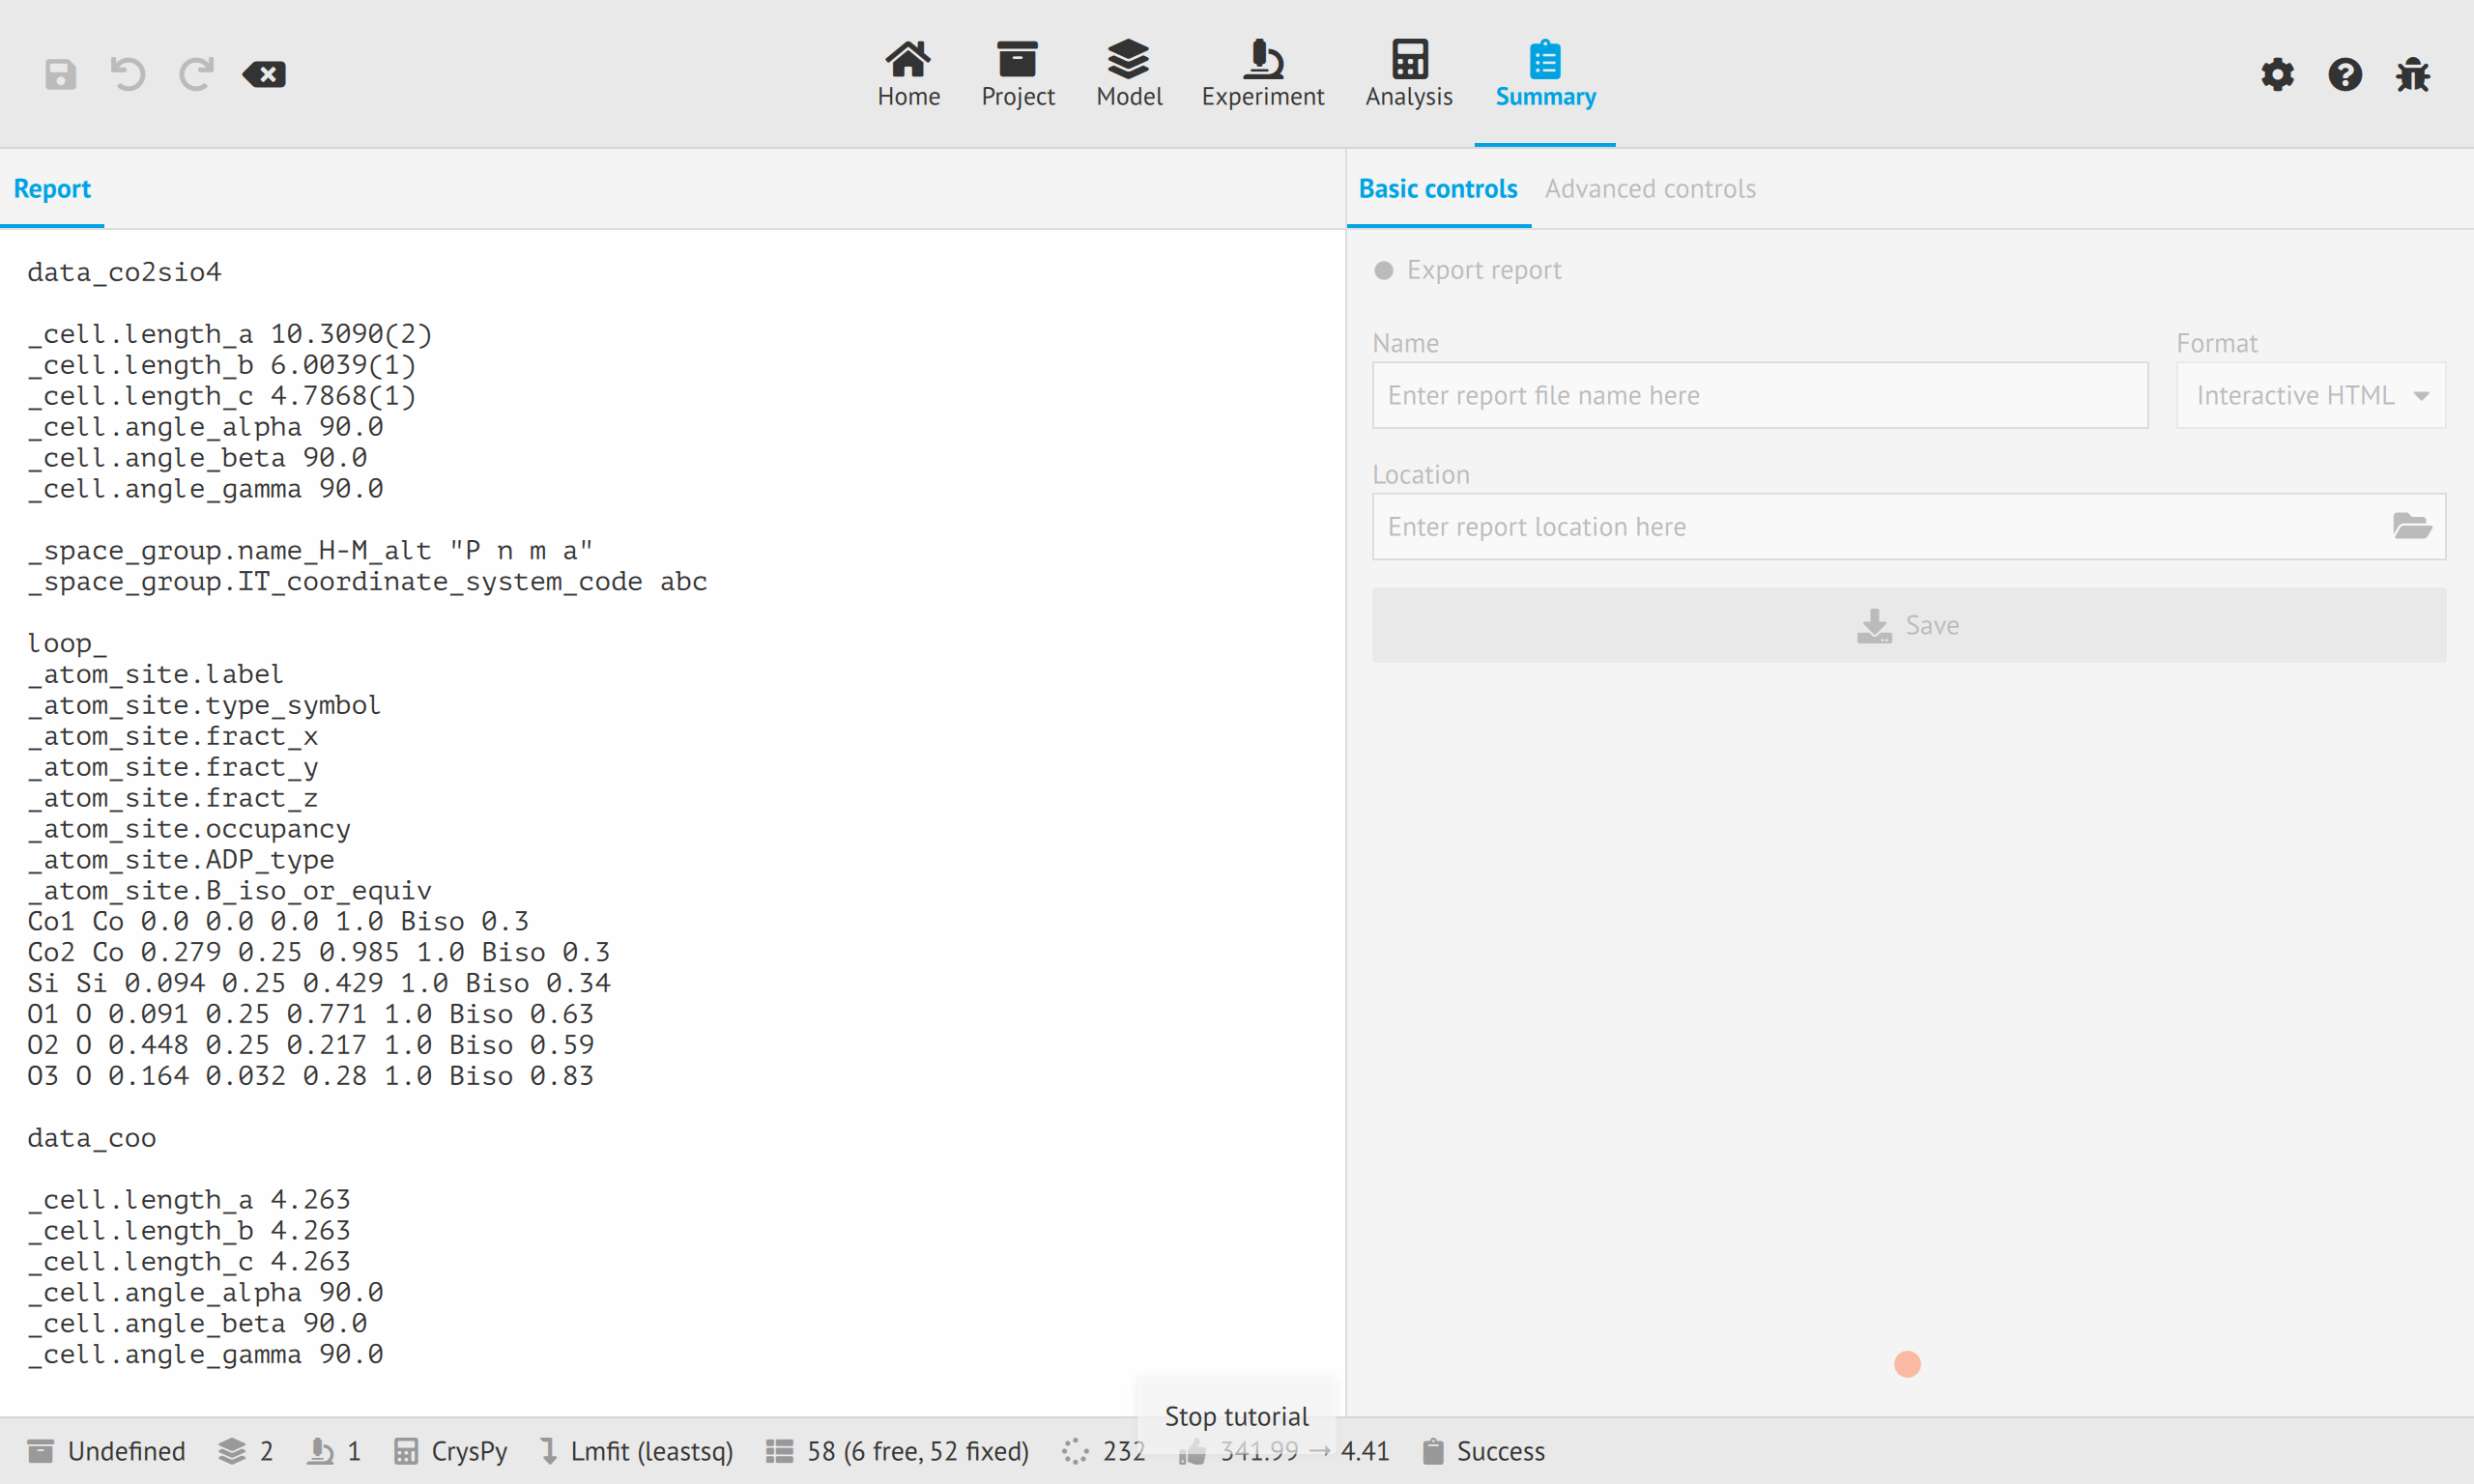 Home Project Model Experiment Analysis Summary
Report
Basic controls Advanced controls
data_co2sio4
_cell.length_a 10.3090(2)
_cell.length_b 6.0039(1)
_cell.length_c 4.7868(1)
_cell.angle_alpha 90.0
_cell.angle_beta 90.0
_cell.angle_gamma 90.0
_space_group.name_H-M_alt "P n m a"
_space_group.IT_coordinate_system_code abc
loop_
_atom_site.label
_atom_site.type_symbol
_atom_site.fract_x
_atom_site.fract_y
_atom_site.fract_z
_atom_site.occupancy
_atom_site.ADP_type
_atom_site.B_iso_or_equiv
Co1 Co 0.0 0.0 0.0 1.0 Biso 0.3
Co2 Co 0.279 0.25 0.985 1.0 Biso 0.3
Si Si 0.094 0.25 0.429 1.0 Biso 0.34
O1 O 0.091 0.25 0.771 1.0 Biso 0.63
O2 O 0.448 0.25 0.217 1.0 Biso 0.59
O3 O 0.164 0.032 0.28 1.0 Biso 0.83
data_coo
_cell.length_a 4.263
_cell.length_b 4.263
_cell.length_c 4.263
_cell.angle_alpha 90.0
_cell.angle_beta 90.0
_cell.angle_gamma 90.0
Export report
Name Format
Enter report file name here Interactive HTML
Location
Enter report location here
Save
Stop tutorial
Undefined 2 1 CrysPy Lmfit (leastsq) 58 (6 free, 52 fixed) 232 341.99 → 4.41 Success